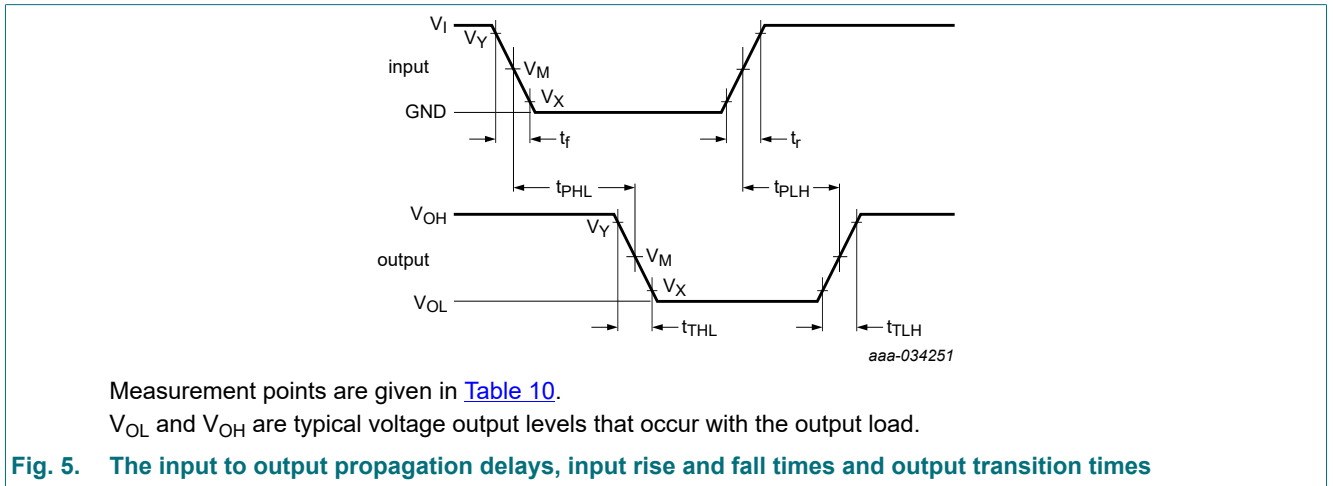 VI
VY
input
VM
VX
GND
tf
tr
tPHL
tPLH
VOH
VY
output
VM
VX
VOL
tTHL
tTLH
aaa-034251
Measurement points are given in Table 10.
VOL and VOH are typical voltage output levels that occur with the output load.
Fig. 5. The input to output propagation delays, input rise and fall times and output transition times